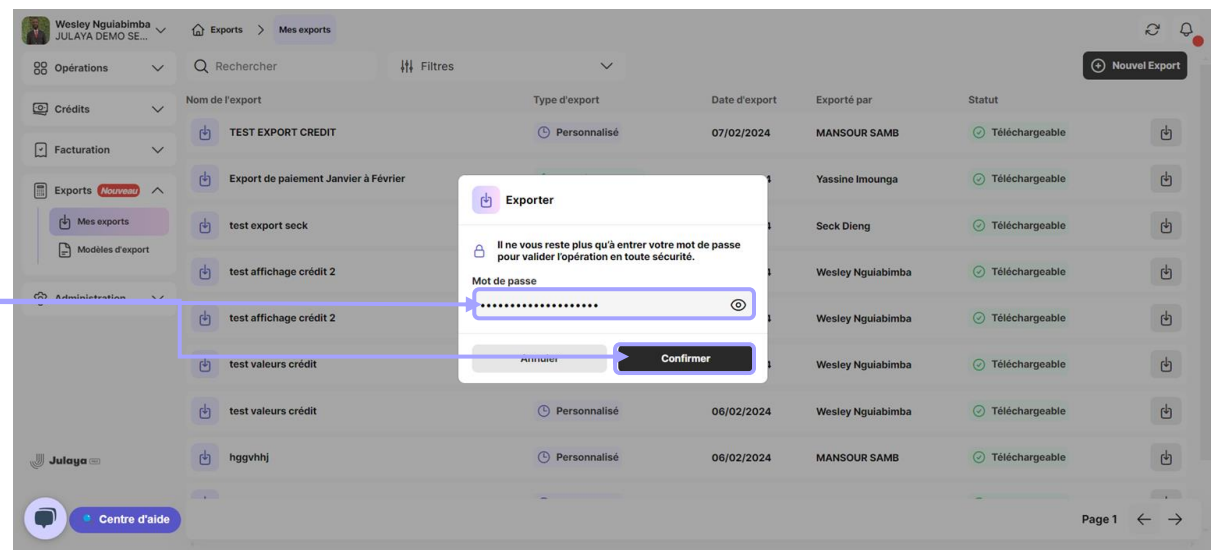 Wesley Nguiabimba
JULAYA DEMO SE...
Exports > Mes exports
Opérations
Crédits
Facturation
Exports Nouveau
Mes exports
Modèles d'export
Administration
Julaya
Centre d'aide
Rechercher
Filtres
Nouvel Export
Nom de l'export Type d'export Date d'export Exporté par Statut
TEST EXPORT CREDIT Personnalisé 07/02/2024 MANSOUR SAMB Téléchargeable
Export de paiement Janvier à Février Yassine Imounga Téléchargeable
test export seck Seck Dieng Téléchargeable
test affichage crédit 2 Wesley Nguiabimba Téléchargeable
test affichage crédit 2 Wesley Nguiabimba Téléchargeable
test valeurs crédit Wesley Nguiabimba Téléchargeable
test valeurs crédit Personnalisé 06/02/2024 Wesley Nguiabimba Téléchargeable
hggvhhj Personnalisé 06/02/2024 MANSOUR SAMB Téléchargeable
Exporter
Il ne vous reste plus qu'à entrer votre mot de passe
pour valider l'opération en toute sécurité.
Mot de passe
••••••••••••••••••••
Annuler
Confirmer
Page 1